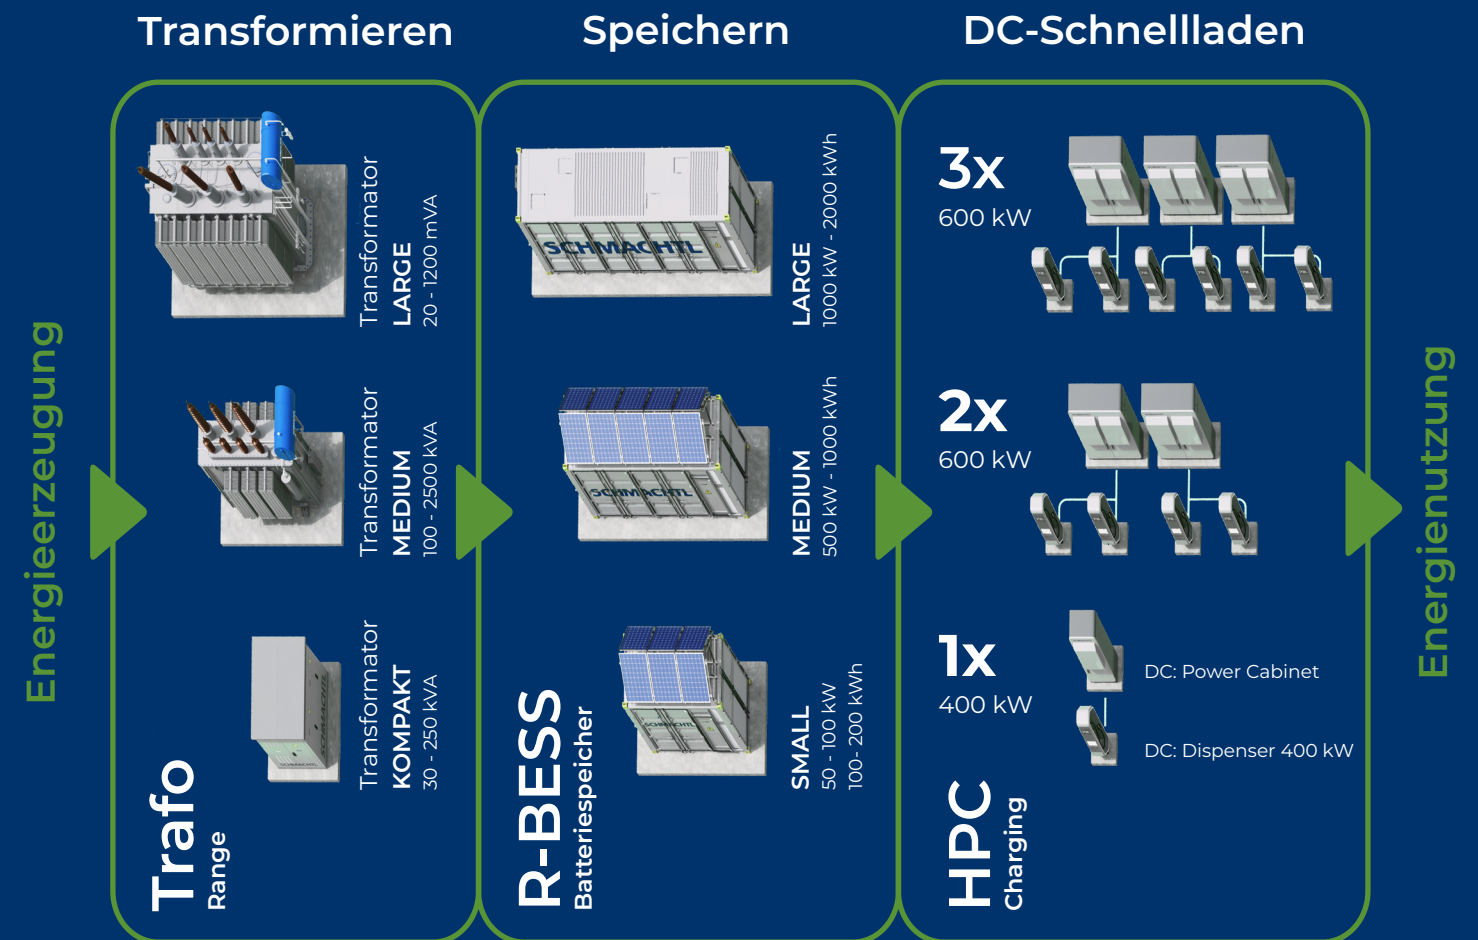 Transformieren
Speichern
DC-Schnellladen
Energieerzeugung
Transformator
LARGE
20 - 1200 mVA
Transformator
MEDIUM
100 - 2500 kVA
Transformator
KOMPAKT
30 - 250 kVA
SCHMACHTL
Trafo
Range
SCHMACHTL
LARGE
1000 kW - 2000 kWh
SCHMACHTL
MEDIUM
500 kW - 1000 kWh
SCHMACHTL
SMALL
50 - 100 kW
100- 200 kWh
R-BESS
Batteriespeicher
3x
600 kW
2x
600 kW
1x
400 kW
DC: Power Cabinet
DC: Dispenser 400 kW
HPC
Charging
Energienutzung